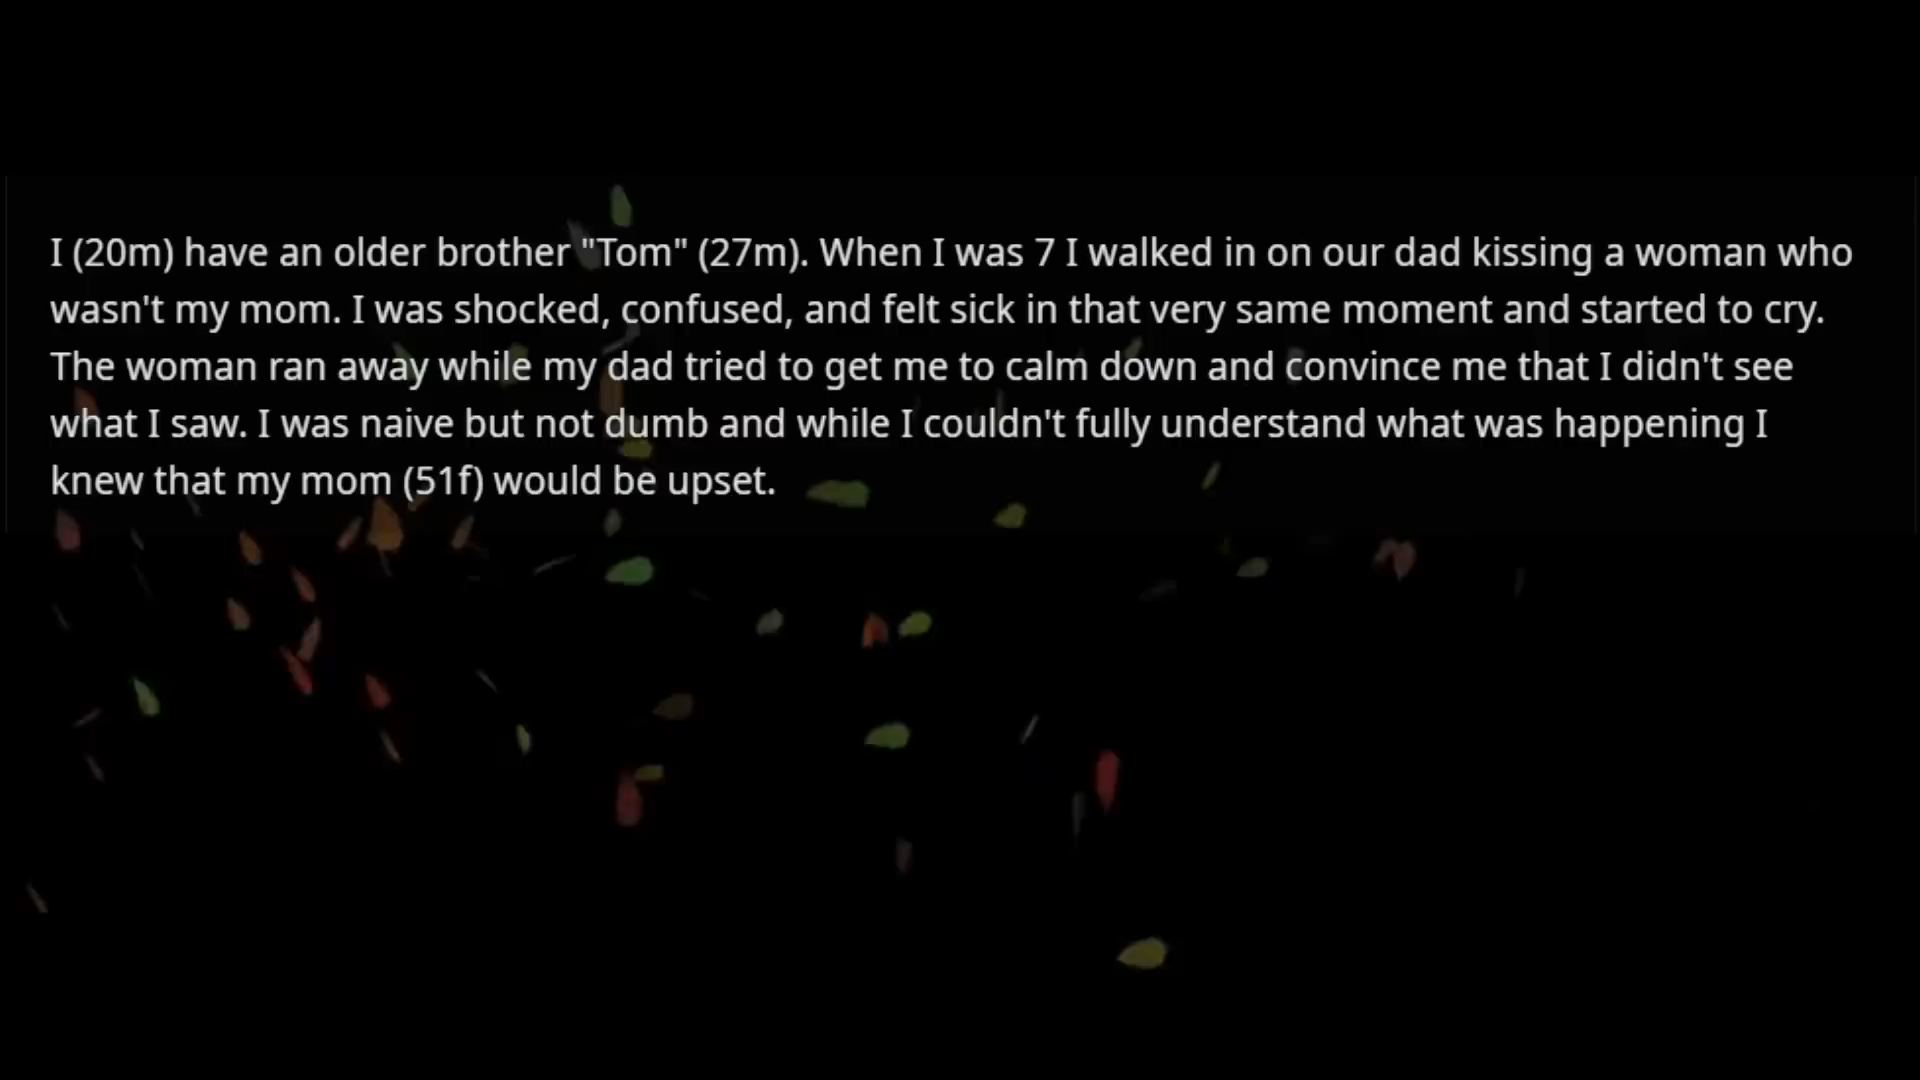 I (20m) have an older brother "Tom" (27m). When I was 7 I walked in on our dad kissing a woman who
wasn't my mom. I was shocked, confused, and felt sick in that very same moment and started to cry.
The woman ran away while my dad tried to get me to calm down and convince me that I didn't see
what I saw. I was naive but not dumb and while I couldn't fully understand what was happening I
knew that my mom (51f) would be upset.